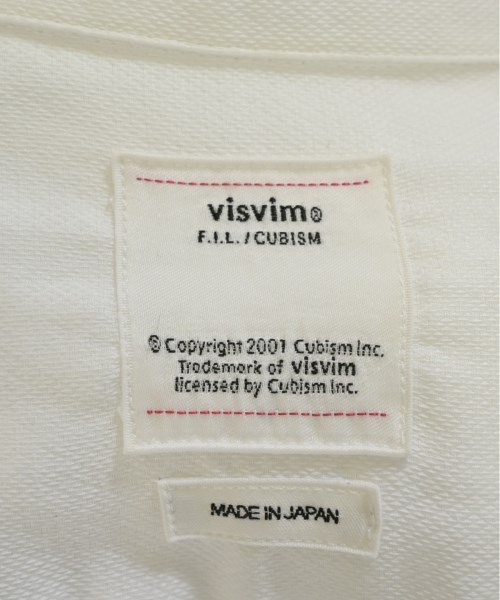 visvim®
F.I.L./CUBISM
© Copyright 2001 Cubism Inc.
Trademark of visvim
licensed by Cubism Inc.
MADE IN JAPAN